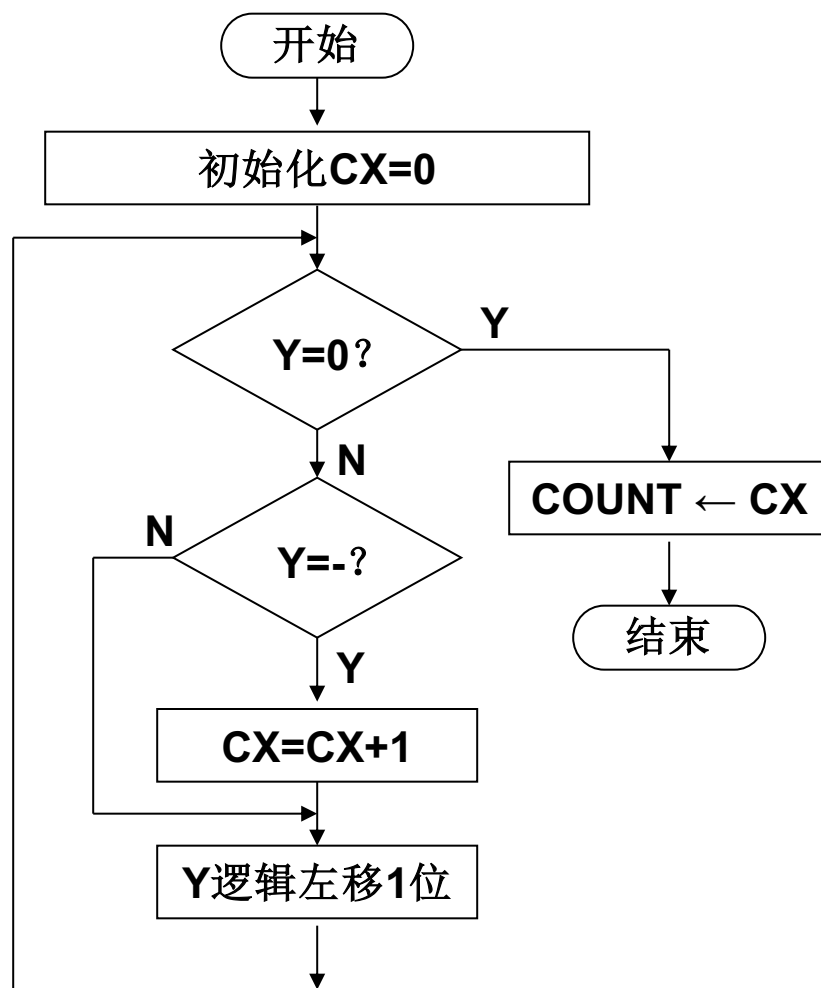 开始
初始化CX=0
Y=0？
Y
N
COUNT ← CX
N
Y=-？
结束
Y
CX=CX+1
Y逻辑左移1位